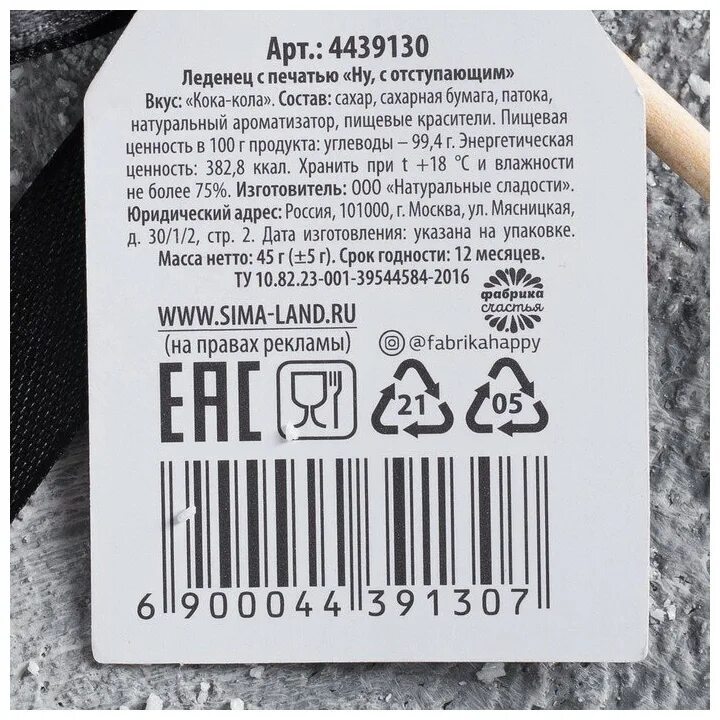 Арт.: 4439130
Леденец с печатью «Ну, с отступающим»
Вкус: «Кока-кола». Состав: сахар, сахарная бумага, патока,
натуральный ароматизатор, пищевые красители. Пищевая
ценность в 100 г продукта: углеводы – 99,4 г. Энергетическая
ценность: 382,8 ккал. Хранить при t +18 °C и влажности
не более 75%. Изготовитель: ООО «Натуральные сладости».
Юридический адрес: Россия, 101000, г. Москва, ул. Мясницкая,
д. 30/1/2, стр. 2. Дата изготовления: указана на упаковке.
Масса нетто: 45 г (±5 г). Срок годности: 12 месяцев.
ТУ 10.82.23-001-39544584-2016
фабрика
счастья
WWW.SIMA-LAND.RU
(на правах рекламы)
@fabrikahappy
EAC
21
05
6 900044 391307